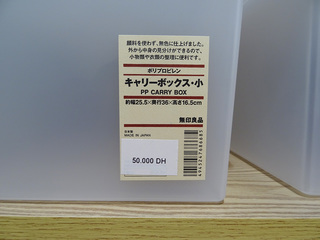 顔料を使わず、無色に仕上げました。
外から中身の見分けができるので、
小物類や衣類の整理に便利です。
ポリプロピレン
キャリーボックス・小
PP CARRY BOX
約幅25.5×奥行36×高さ16.5cm
無印良品
日本製
MADE IN JAPAN
50.000 DH